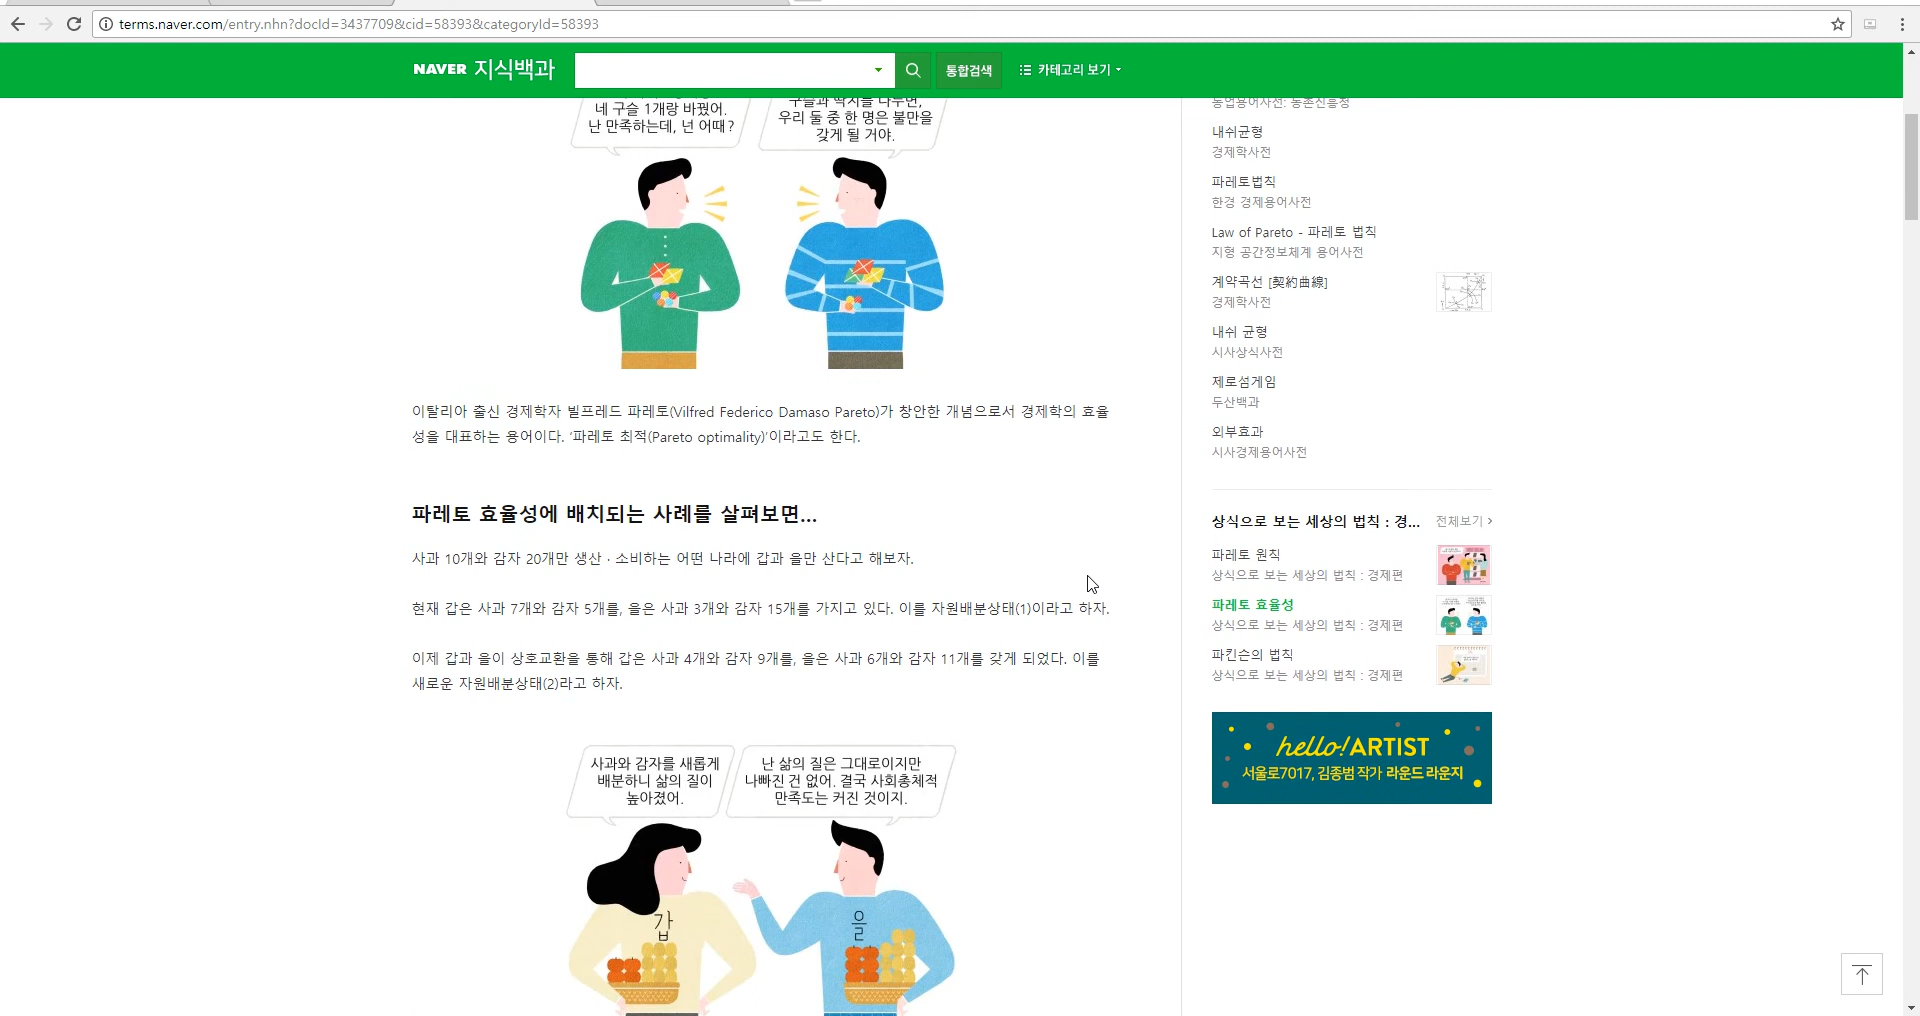 terms.naver.com/entry.nhn?docId=3437709&cid=58393&categoryId=58393
NAVER 지식백과
통합검색
카테고리 보기
네 구슬 1개랑 바꿨어.
난 만족하는데, 넌 어때?
구슬과 딱지를 나누면,
우리 둘 중 한 명은 불만을
갖게 될 거야.
이탈리아 출신 경제학자 빌프레드 파레토(Vilfred Federico Damaso Pareto)가 창안한 개념으로서 경제학의 효율
성을 대표하는 용어이다. ‘파레토 최적(Pareto optimality)’이라고도 한다.
파레토 효율성에 배치되는 사례를 살펴보면...
사과 10개와 감자 20개만 생산 · 소비하는 어떤 나라에 갑과 을만 산다고 해보자.
현재 갑은 사과 7개와 감자 5개를, 을은 사과 3개와 감자 15개를 가지고 있다. 이를 자원배분상태(1)이라고 하자.
이제 갑과 을이 상호교환을 통해 갑은 사과 4개와 감자 9개를, 을은 사과 6개와 감자 11개를 갖게 되었다. 이를
새로운 자원배분상태(2)라고 하자.
사과와 감자를 새롭게
배분하니 삶의 질이
높아졌어.
난 삶의 질은 그대로이지만
나빠진 건 없어. 결국 사회총체적
만족도는 커진 것이지.
갑
을
농업용어사전: 농촌진흥청
내쉬균형
경제학사전
파레토법칙
한경 경제용어사전
Law of Pareto - 파레토 법칙
지형 공간정보체계 용어사전
계약곡선 [契約曲線]
경제학사전
내쉬 균형
시사상식사전
제로섬게임
두산백과
외부효과
시사경제용어사전
상식으로 보는 세상의 법칙 : 경...
전체보기
파레토 원칙
상식으로 보는 세상의 법칙 : 경제편
파레토 효율성
상식으로 보는 세상의 법칙 : 경제편
파킨슨의 법칙
상식으로 보는 세상의 법칙 : 경제편
hello! ARTIST
서울로7017, 김종범 작가 라운드 라운지